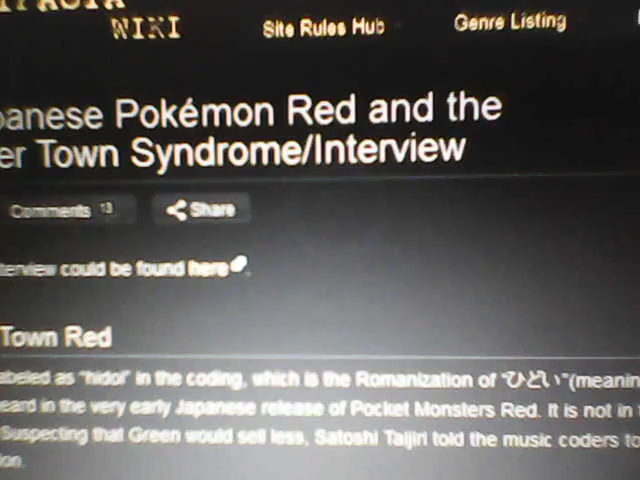 WIKI Site Rules Hub Genre Listing
panese Pokémon Red and the
er Town Syndrome/Interview
Comments 13 Share
terview could be found here.
Town Red
abeled as "hidoi" in the coding, which is the Romanization of "ひどい"(meanin
eard in the very early Japanese release of Pocket Monsters Red. It is not in
Suspecting that Green would sell less, Satoshi Taijiri told the music coders to
ion.